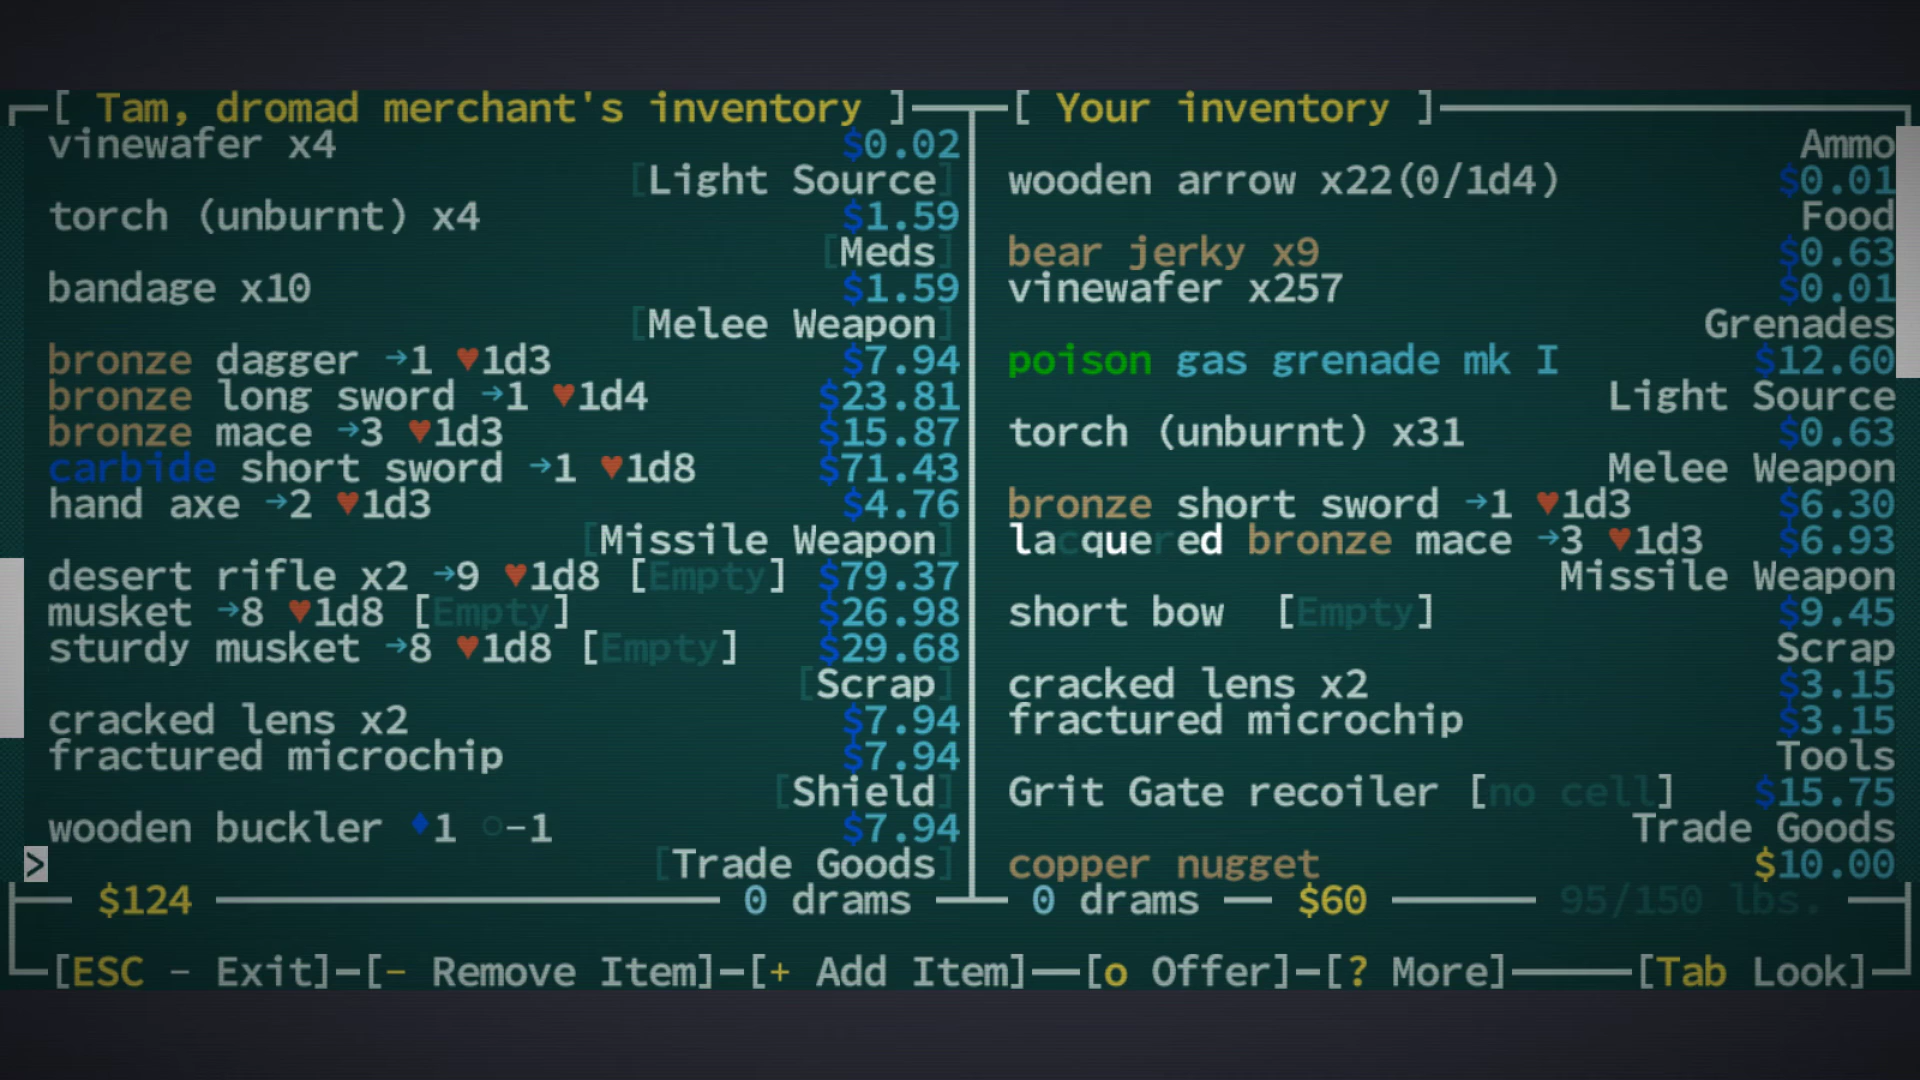 [ Tam, dromad merchant's inventory ]
vinewafer x4 $0.02
[Light Source]
torch (unburnt) x4 $1.59
[Meds]
bandage x10 $1.59
[Melee Weapon]
bronze dagger →1 ♥1d3 $7.94
bronze long sword →1 ♥1d4 $23.81
bronze mace →3 ♥1d3 $15.87
carbide short sword →1 ♥1d8 $71.43
hand axe →2 ♥1d3 $4.76
[Missile Weapon]
desert rifle x2 →9 ♥1d8 [Empty] $79.37
musket →8 ♥1d8 [Empty] $26.98
sturdy musket →8 ♥1d8 [Empty] $29.68
[Scrap]
cracked lens x2 $7.94
fractured microchip $7.94
[Shield]
wooden buckler ♦1 ○-1 $7.94
> [Trade Goods]
$124 0 drams
[ Your inventory ]
Ammo
wooden arrow x22(0/1d4) $0.01
Food
bear jerky x9 $0.63
vinewafer x257 $0.01
Grenades
poison gas grenade mk I $12.60
Light Source
torch (unburnt) x31 $0.63
Melee Weapon
bronze short sword →1 ♥1d3 $6.30
lacquered bronze mace →3 ♥1d3 $6.93
Missile Weapon
short bow [Empty] $9.45
Scrap
cracked lens x2 $3.15
fractured microchip $3.15
Tools
Grit Gate recoiler [no cell] $15.75
Trade Goods
copper nugget $10.00
0 drams $60 95/150 lbs.
[ESC - Exit]-[- Remove Item]-[+ Add Item]-[o Offer]-[? More] [Tab Look]